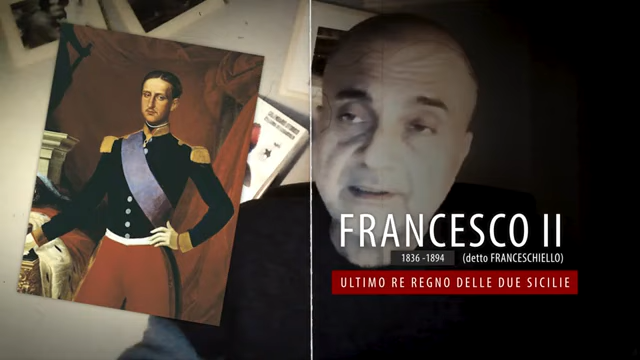 FRANCESCO II
1836 -1894 (detto FRANCESCHIELLO)
ULTIMO RE REGNO DELLE DUE SICILIE